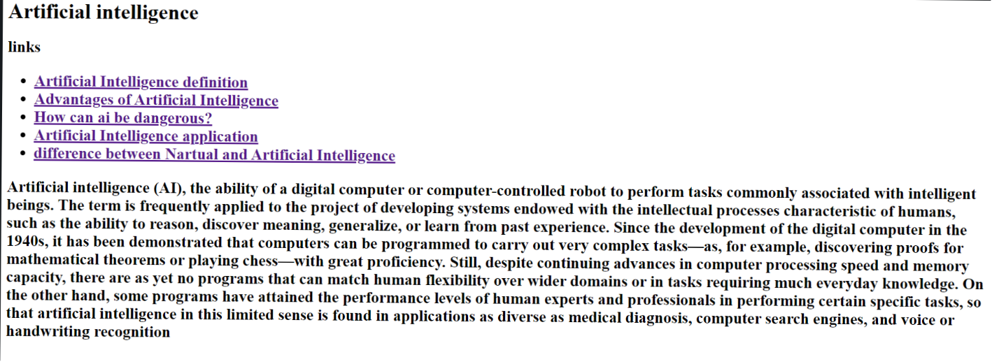 Artificial intelligence
links
Artificial Intelligence definition
Advantages of Artificial Intelligence
How can ai be dangerous?
Artificial Intelligence application
difference between Nartual and Artificial Intelligence
Artificial intelligence (AI), the ability of a digital computer or computer-controlled robot to perform tasks commonly associated with intelligent
beings. The term is frequently applied to the project of developing systems endowed with the intellectual processes characteristic of humans,
such as the ability to reason, discover meaning, generalize, or learn from past experience. Since the development of the digital computer in the
1940s, it has been demonstrated that computers can be programmed to carry out very complex tasks—as, for example, discovering proofs for
mathematical theorems or playing chess—with great proficiency. Still, despite continuing advances in computer processing speed and memory
capacity, there are as yet no programs that can match human flexibility over wider domains or in tasks requiring much everyday knowledge. On
the other hand, some programs have attained the performance levels of human experts and professionals in performing certain specific tasks, so
that artificial intelligence in this limited sense is found in applications as diverse as medical diagnosis, computer search engines, and voice or
handwriting recognition